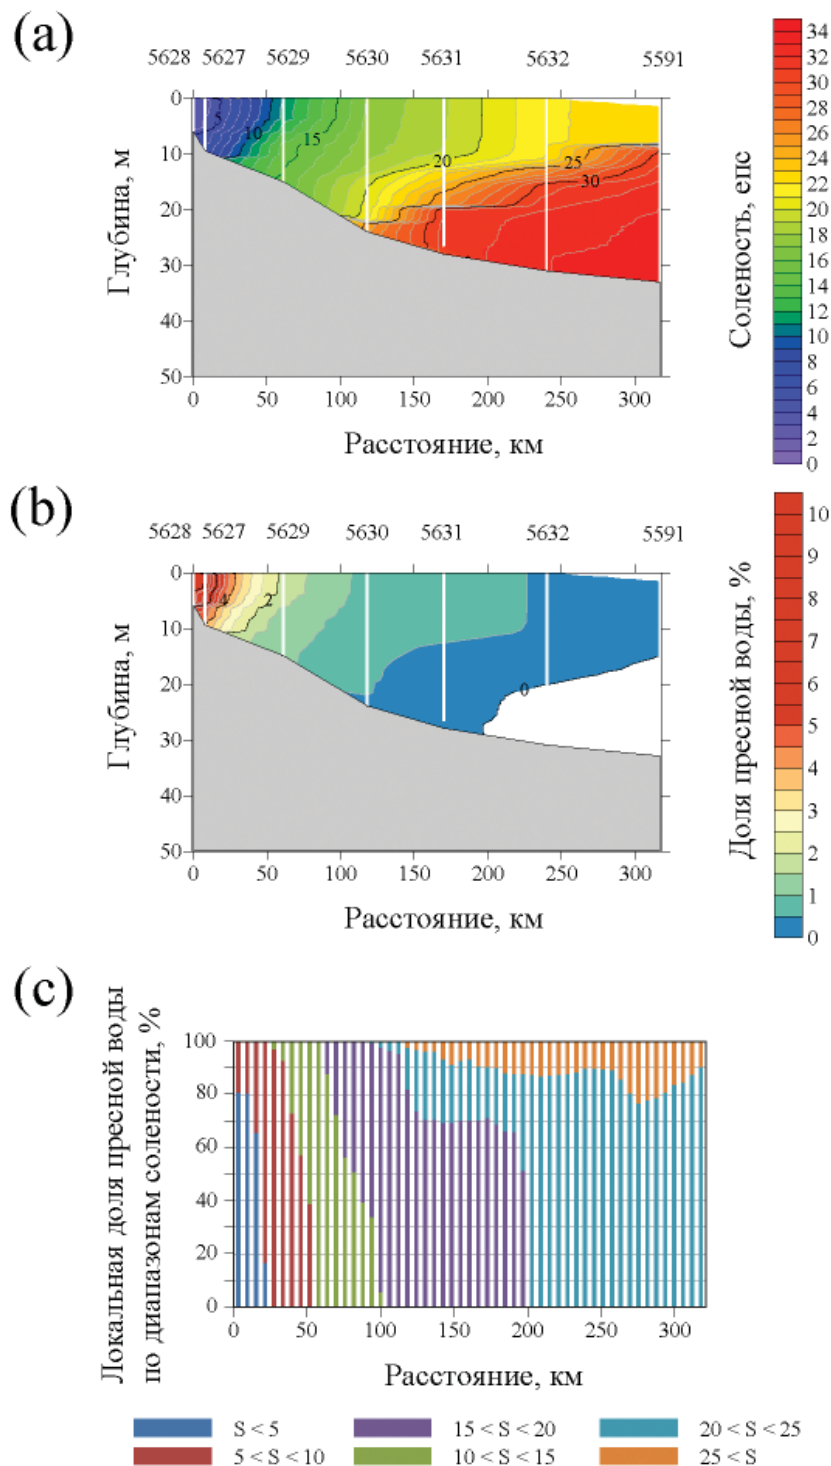 (a)
5628 5627 5629 5630 5631 5632 5591
0
10
20
30
40
50
Глубина, м
5
10
15
20
25
30
0 50 100 150 200 250 300
Расстояние, км
34
32
30
28
26
24
22
20
18
16
14
12
10
8
6
4
2
0
Соленость, епс
(b)
5628 5627 5629 5630 5631 5632 5591
0
10
20
30
40
50
Глубина, м
4
2
0
0 50 100 150 200 250 300
Расстояние, км
10
9
8
7
6
5
4
3
2
1
0
Доля пресной воды, %
(c)
Локальная доля пресной воды
по диапазонам солености, %
100
80
60
40
20
0
0 50 100 150 200 250 300
Расстояние, км
S < 5 15 < S < 20 20 < S < 25
5 < S < 10 10 < S < 15 25 < S